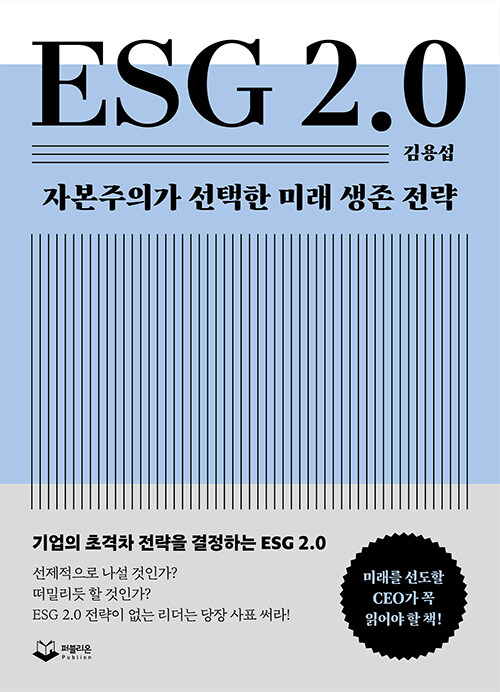 ESG 2.0
김용섭
자본주의가 선택한 미래 생존 전략
기업의 초격차 전략을 결정하는 ESG 2.0
선제적으로 나설 것인가?
떠밀리듯 할 것인가?
ESG 2.0 전략이 없는 리더는 당장 사표 써라!
미래를 선도할
CEO가 꼭
읽어야 할 책!
퍼블리온
Publion